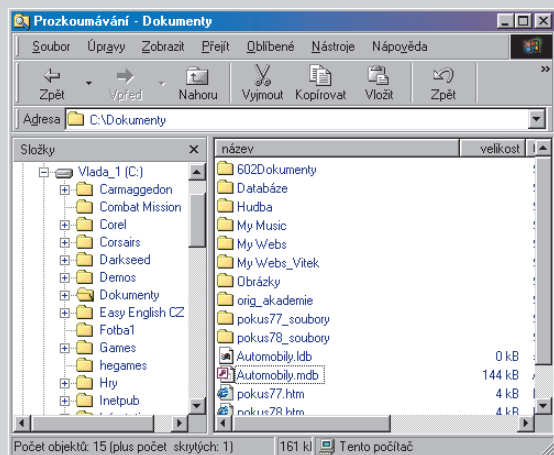 Prozkoumávání - Dokumenty
Soubor Úpravy Zobrazit Přejít Oblíbené Nástroje Nápověda
Zpět Vpřed Nahoru Vyjmout Kopírovat Vložit Zpět »
Adresa C:\Dokumenty
Složky
Vlada_1 (C:)
Carmaggedon
Combat Mission
Corel
Corsairs
Darkseed
Demos
Dokumenty
Easy English CZ
Fotba1
Games
hegames
Hry
Inetpub
název velikost
602Dokumenty
Databáze
Hudba
My Music
My Webs
My Webs_Vitek
Obrázky
orig_akademie
pokus77_soubory
pokus78_soubory
Automobily.ldb 0 kB
Automobily.mdb 144 kB
pokus77.htm 4 kB
pokus78.htm 4 kB
Počet objektů: 15 (plus počet skrytých: 1) 161 kl Tento počítač